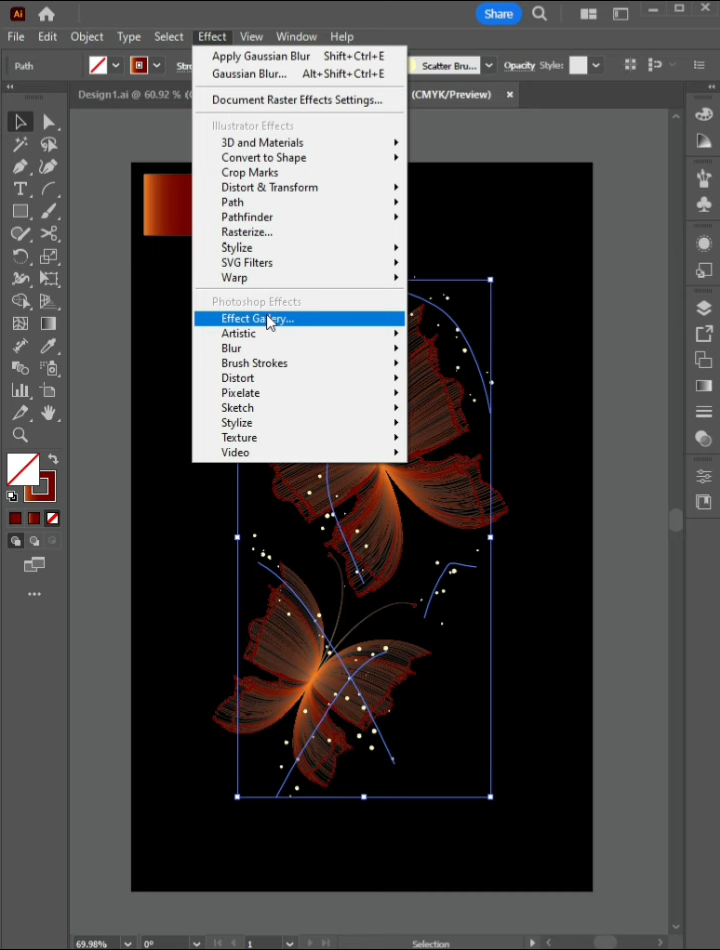 Ai
Share
File Edit Object Type Select Effect View Window Help
Path
Scatter Bru... Opacity Style:
Design1.ai @ 60.92 %
(CMYK/Preview) ×
Apply Gaussian Blur Shift+Ctrl+E
Gaussian Blur... Alt+Shift+Ctrl+E
Document Raster Effects Settings...
Illustrator Effects
3D and Materials
Convert to Shape
Crop Marks
Distort & Transform
Path
Pathfinder
Rasterize...
Stylize
SVG Filters
Warp
Photoshop Effects
Effect Gallery...
Artistic
Blur
Brush Strokes
Distort
Pixelate
Sketch
Stylize
Texture
Video
69.98% 0° 1 Selection